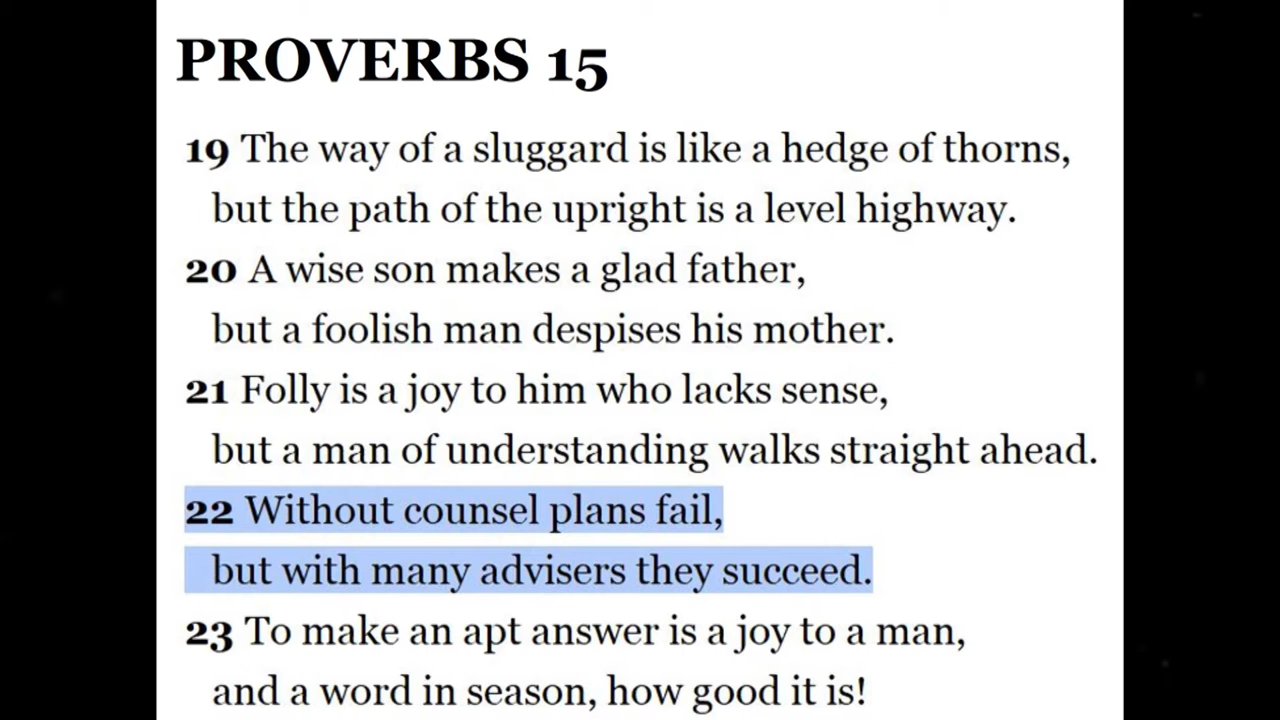 PROVERBS 15
19 The way of a sluggard is like a hedge of thorns,
but the path of the upright is a level highway.
20 A wise son makes a glad father,
but a foolish man despises his mother.
21 Folly is a joy to him who lacks sense,
but a man of understanding walks straight ahead.
22 Without counsel plans fail,
but with many advisers they succeed.
23 To make an apt answer is a joy to a man,
and a word in season, how good it is!